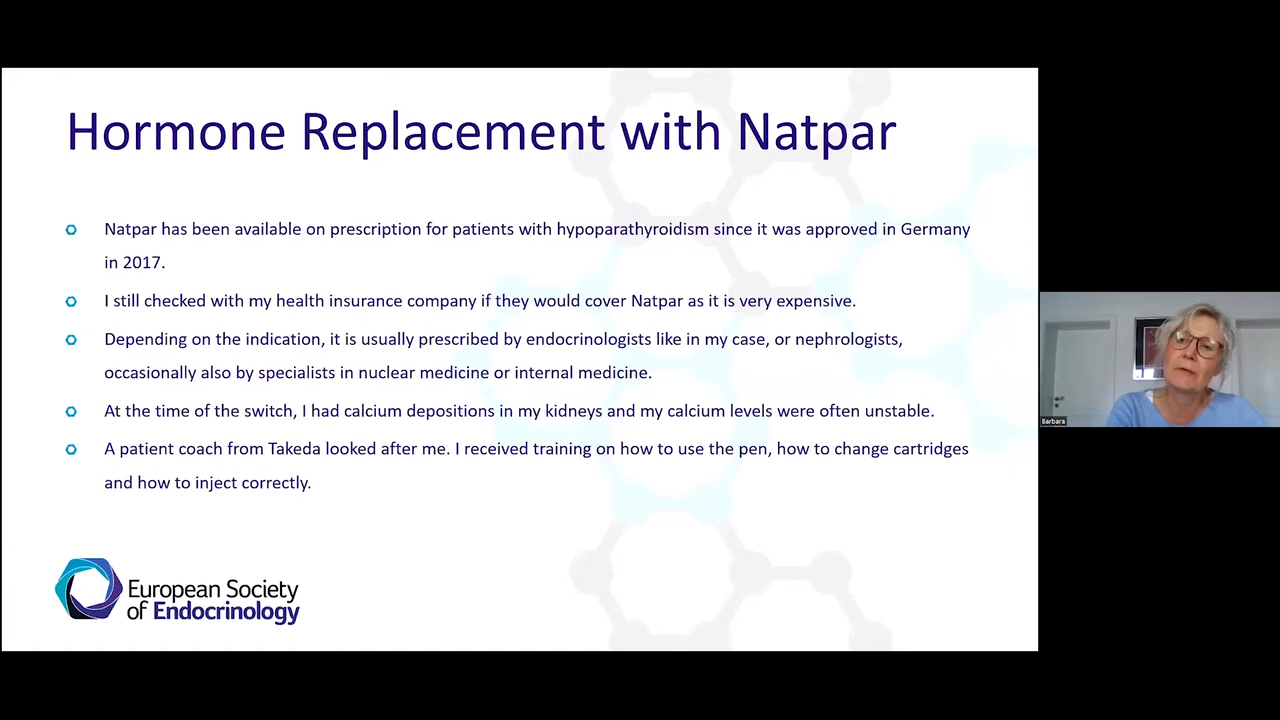 Hormone Replacement with Natpar
Natpar has been available on prescription for patients with hypoparathyroidism since it was approved in Germany
in 2017.
I still checked with my health insurance company if they would cover Natpar as it is very expensive.
Depending on the indication, it is usually prescribed by endocrinologists like in my case, or nephrologists,
occasionally also by specialists in nuclear medicine or internal medicine.
At the time of the switch, I had calcium depositions in my kidneys and my calcium levels were often unstable.
A patient coach from Takeda looked after me. I received training on how to use the pen, how to change cartridges
and how to inject correctly.
European Society
of Endocrinology
Barbara